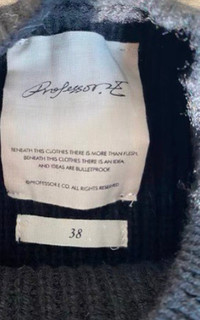 Professor.E
BENEATH THIS CLOTHES THERE IS MORE THAN FLESH.
BENEATH THIS CLOTHES THERE IS AN IDEA,
AND IDEAS ARE BULLETPROOF
@PROFESSOR.E CO. ALL RIGHTS RESERVED.
38